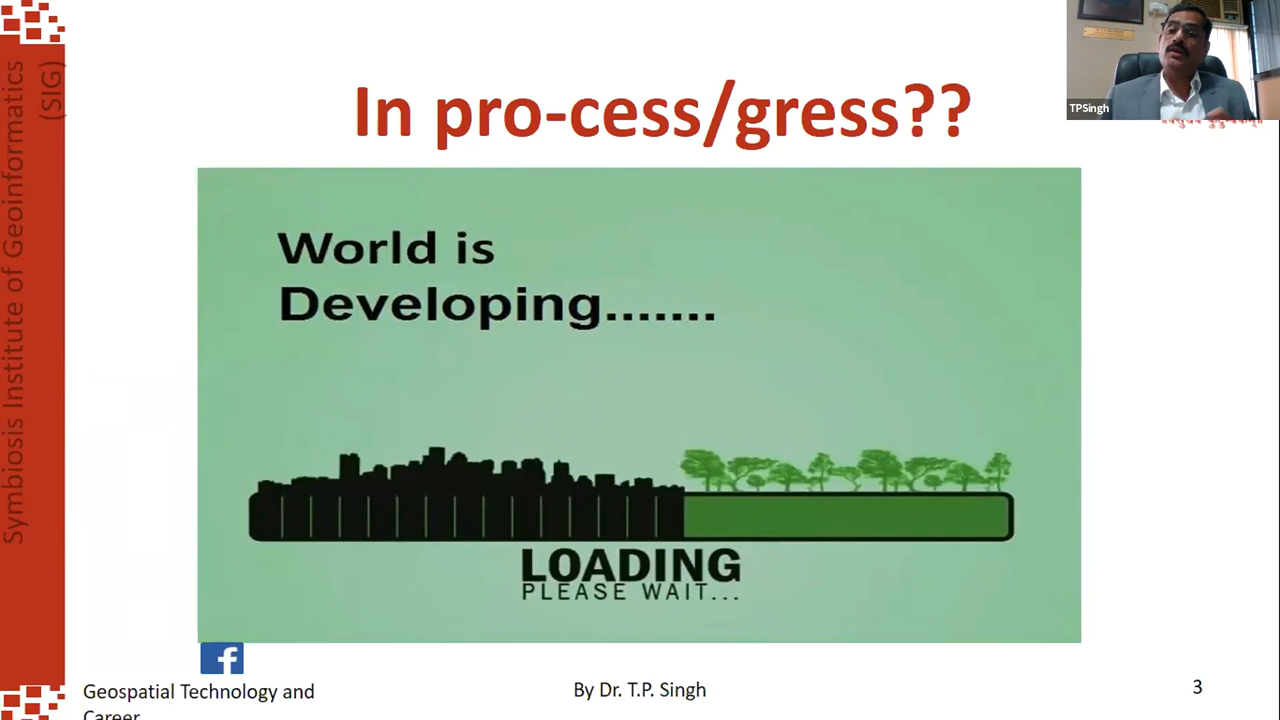 Symbiosis Institute of Geoinformatics
(SIG)
TPSingh
In pro-cess/gress??
World is
Developing.......
LOADING
PLEASE WAIT...
f
Geospatial Technology and
Career
By Dr. T.P. Singh
3